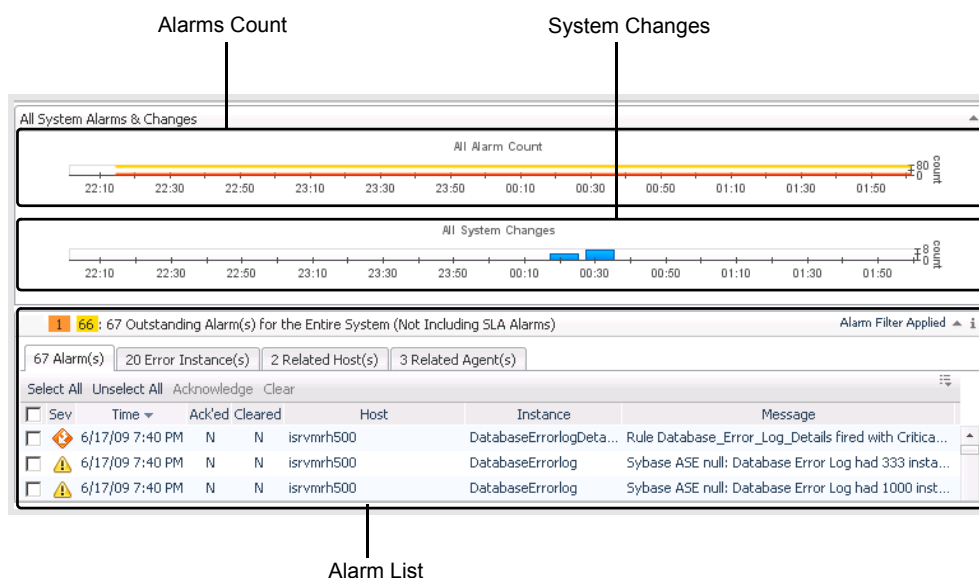 Alarms Count
System Changes
All System Alarms & Changes
All Alarm Count
80
0
count
22:10 22:30 22:50 23:10 23:30 23:50 00:10 00:30 00:50 01:10 01:30 01:50
All System Changes
8
0
count
22:10 22:30 22:50 23:10 23:30 23:50 00:10 00:30 00:50 01:10 01:30 01:50
1 66 : 67 Outstanding Alarm(s) for the Entire System (Not Including SLA Alarms) Alarm Filter Applied
67 Alarm(s) 20 Error Instance(s) 2 Related Host(s) 3 Related Agent(s)
Select All Unselect All Acknowledge Clear
Sev Time Ack'ed Cleared Host Instance Message
6/17/09 7:40 PM N N isrvmrh500 DatabaseErrorlogDeta... Rule Database_Error_Log_Details fired with Critica...
6/17/09 7:40 PM N N isrvmrh500 DatabaseErrorlog Sybase ASE null: Database Error Log had 333 insta...
6/17/09 7:40 PM N N isrvmrh500 DatabaseErrorlog Sybase ASE null: Database Error Log had 1000 inst...
Alarm List